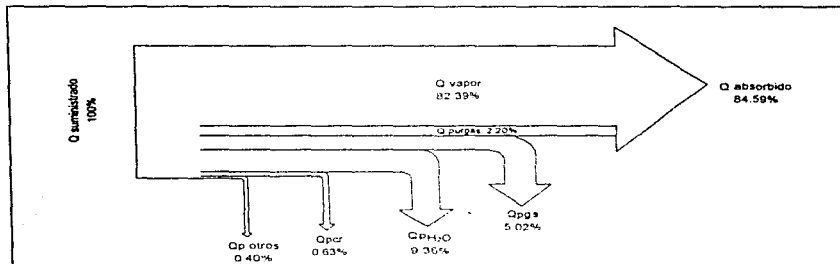 Q suministrado
100%
Q vapor
82.39%
Q absorbido
84.59%
Q purgas 2.20%
Qp otros
0.40%
Qpcr
0.63%
QpH₂O
9.36%
Qpgs
5.02%